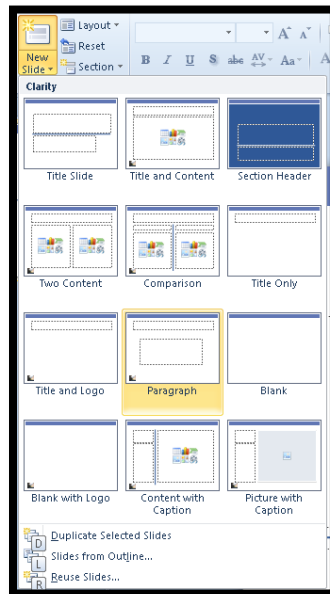 Layout
Reset
New Slide
Section
A A
B I U S abc AV Aa A
Clarity
Title Slide
Title and Content
Section Header
Two Content
Comparison
Title Only
Title and Logo
Paragraph
Blank
Blank with Logo
Content with Caption
Picture with Caption
D
Duplicate Selected Slides
L
Slides from Outline...
R
Reuse Slides...